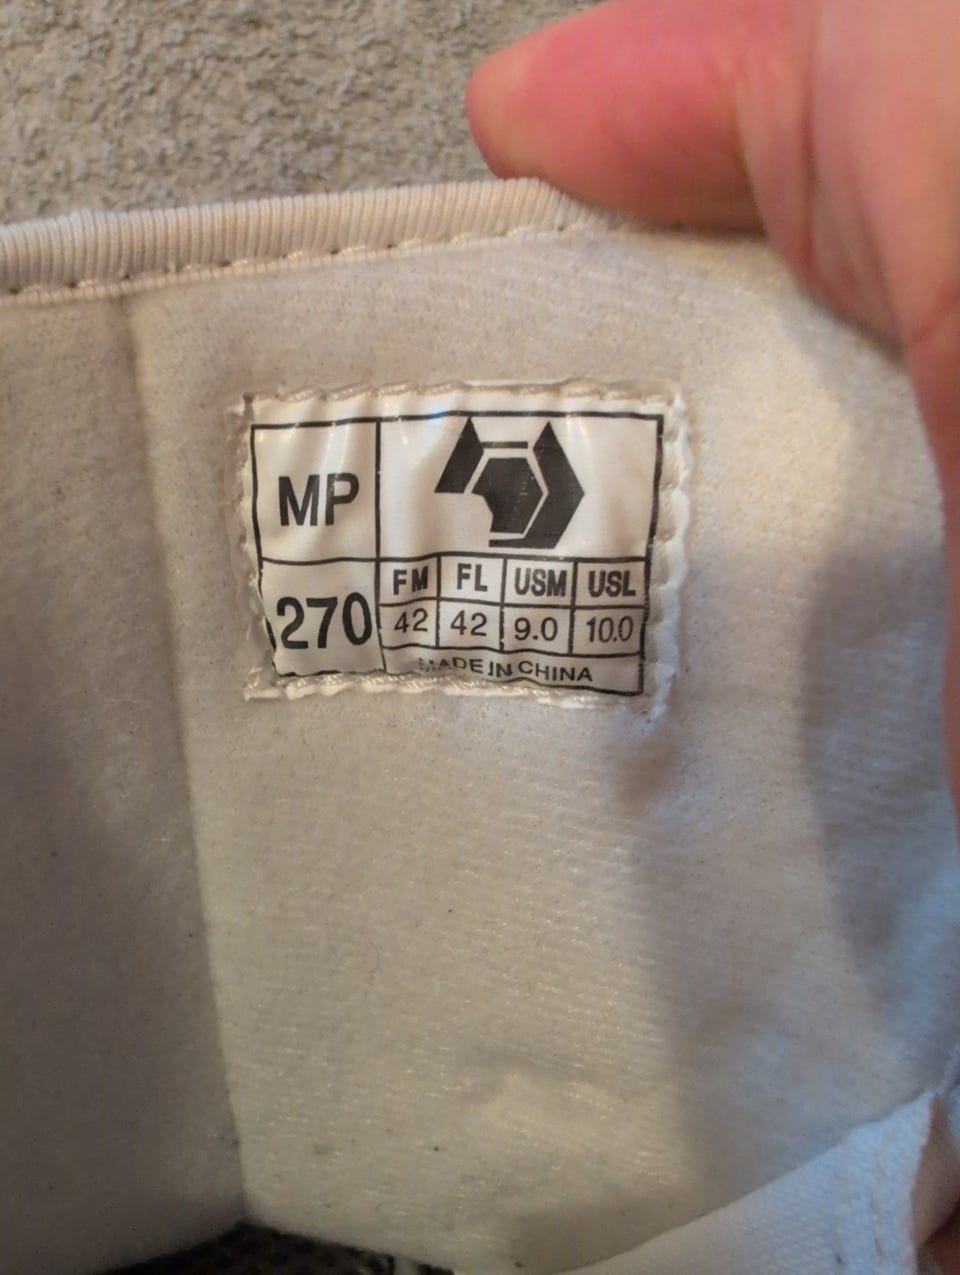 MP
270
FM FL USM USL
42 42 9.0 10.0
MADE IN CHINA